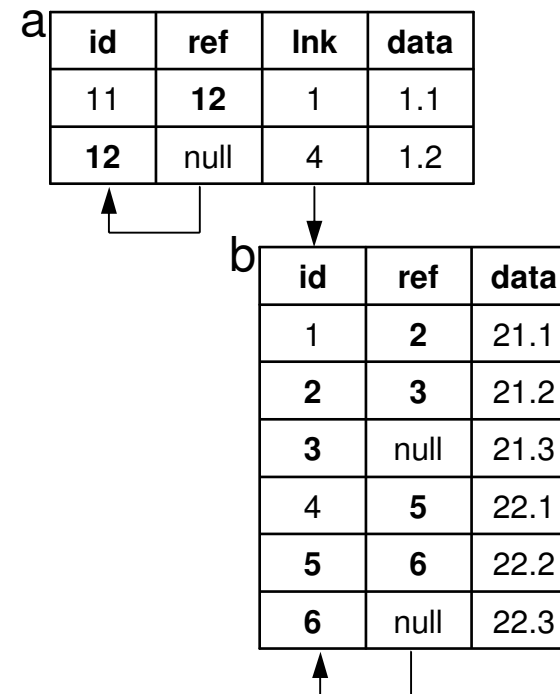 a
id ref lnk data
11 12 1 1.1
12 null 4 1.2
b
id ref data
1 2 21.1
2 3 21.2
3 null 21.3
4 5 22.1
5 6 22.2
6 null 22.3